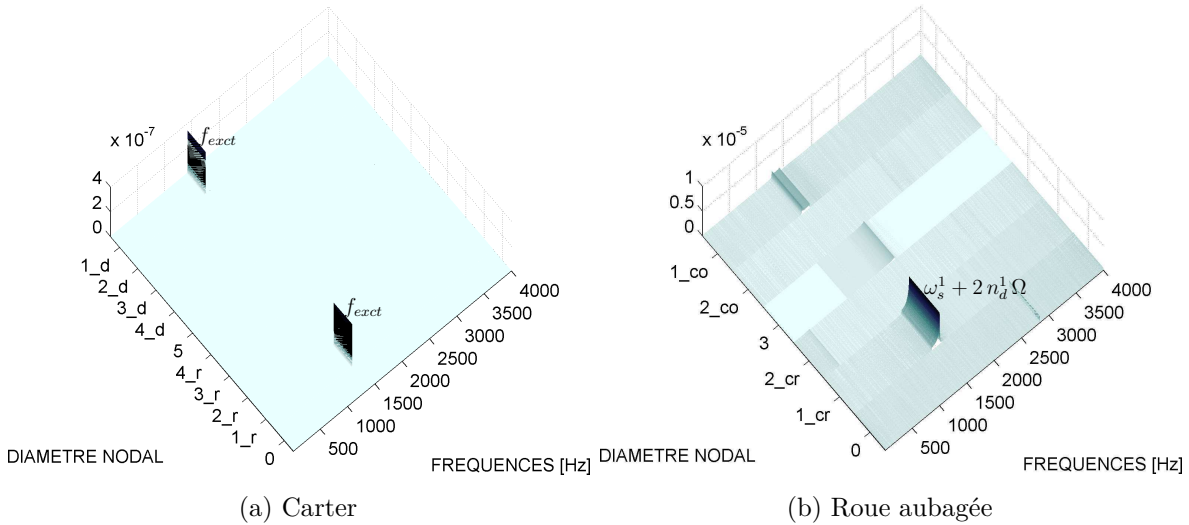 x 10⁻⁷
4
2
0
1_d
2_d
3_d
4_d
5
4_r
3_r
2_r
1_r
0
500
1000
1500
2000
2500
3000
3500
4000
f_exct
f_exct
DIAMETRE NODAL
FREQUENCES [Hz]
(a) Carter
x 10⁻⁵
1
0.5
0
1_co
2_co
3
2_cr
1_cr
0
500
1000
1500
2000
2500
3000
3500
4000
ω_s^1 + 2 n_d^1 Ω
DIAMETRE NODAL
FREQUENCES [Hz]
(b) Roue aubagée